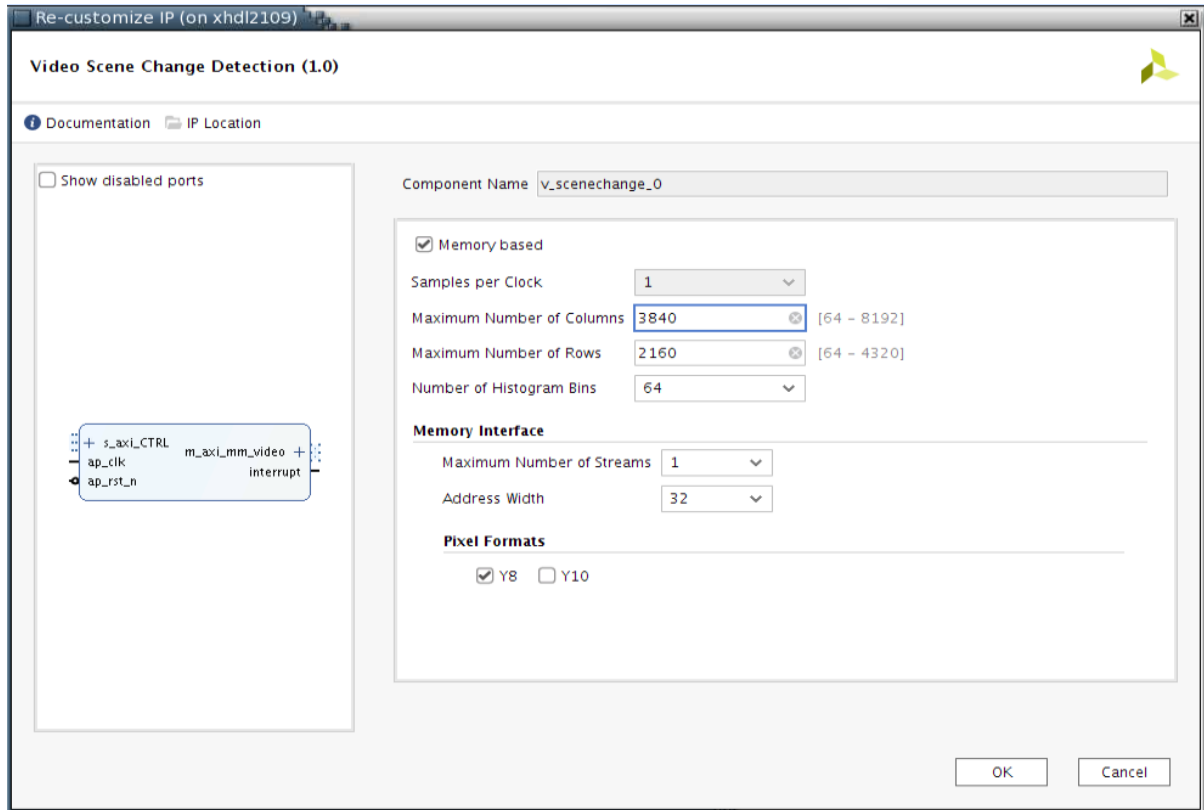 Re-customize IP (on xhdl2109)
Video Scene Change Detection (1.0)
Documentation IP Location
Show disabled ports
s_axi_CTRL
ap_clk
ap_rst_n
m_axi_mm_video
interrupt
Component Name v_scenechange_0
Memory based
Samples per Clock 1
Maximum Number of Columns 3840 [64 - 8192]
Maximum Number of Rows 2160 [64 - 4320]
Number of Histogram Bins 64
Memory Interface
Maximum Number of Streams 1
Address Width 32
Pixel Formats
Y8 Y10
OK Cancel